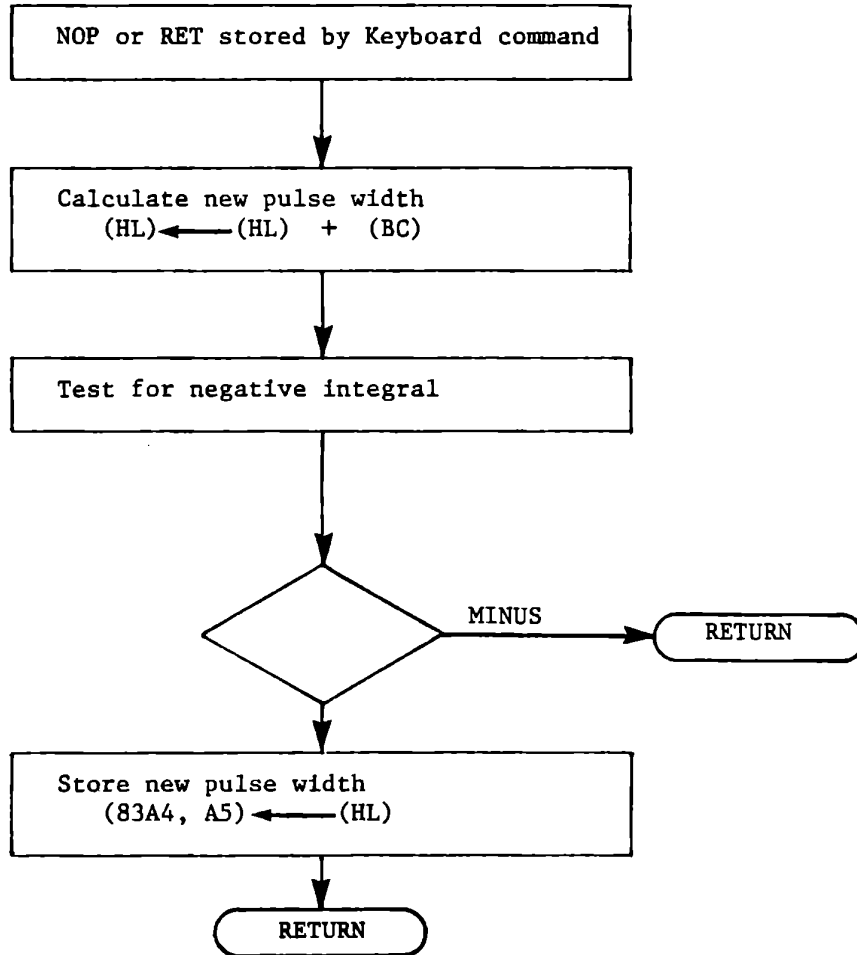 NOP or RET stored by Keyboard command
Calculate new pulse width
(HL) ← (HL) + (BC)
Test for negative integral
MINUS
RETURN
Store new pulse width
(83A4, A5) ← (HL)
RETURN